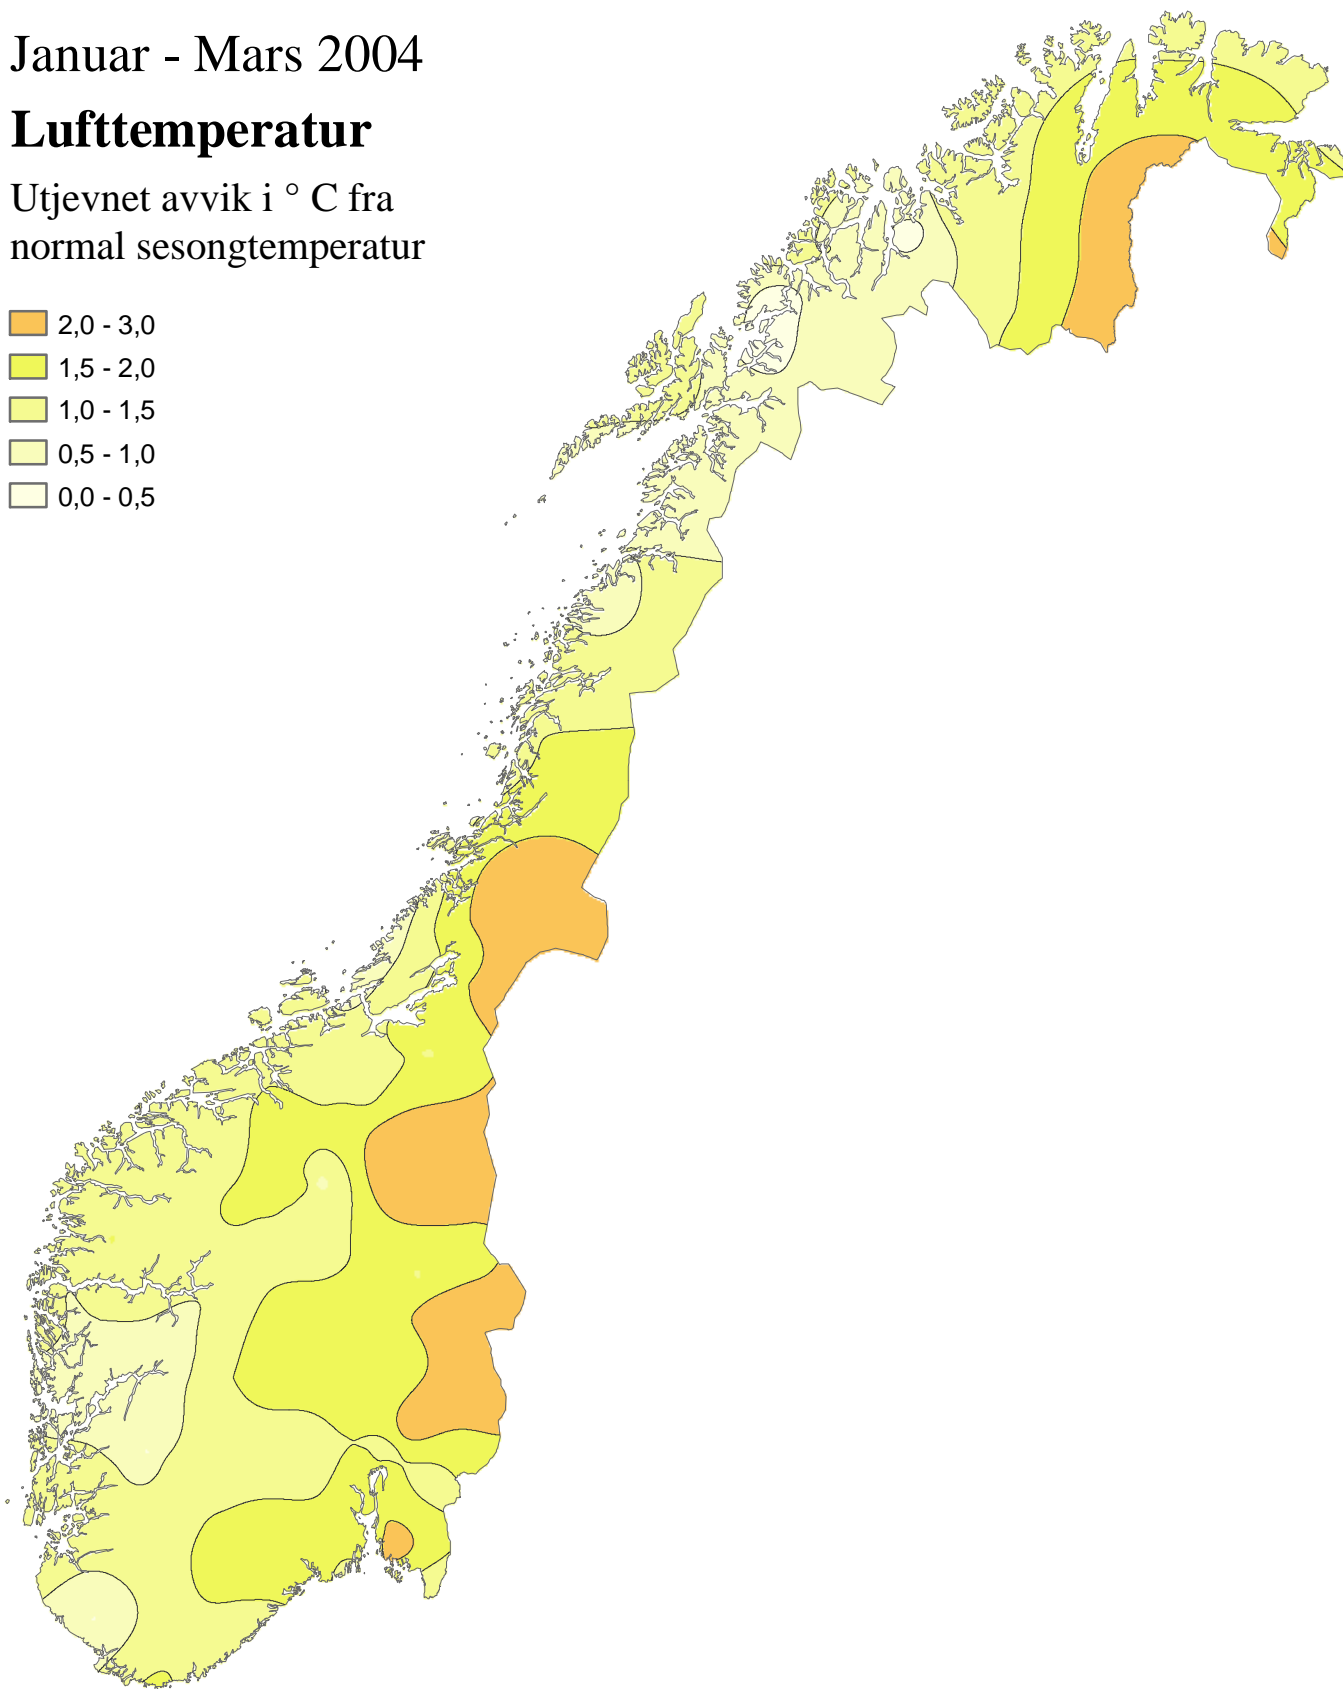 Januar - Mars 2004
Lufttemperatur
Utjevnet avvik i ° C fra
normal sesongtemperatur
2,0 - 3,0
1,5 - 2,0
1,0 - 1,5
0,5 - 1,0
0,0 - 0,5